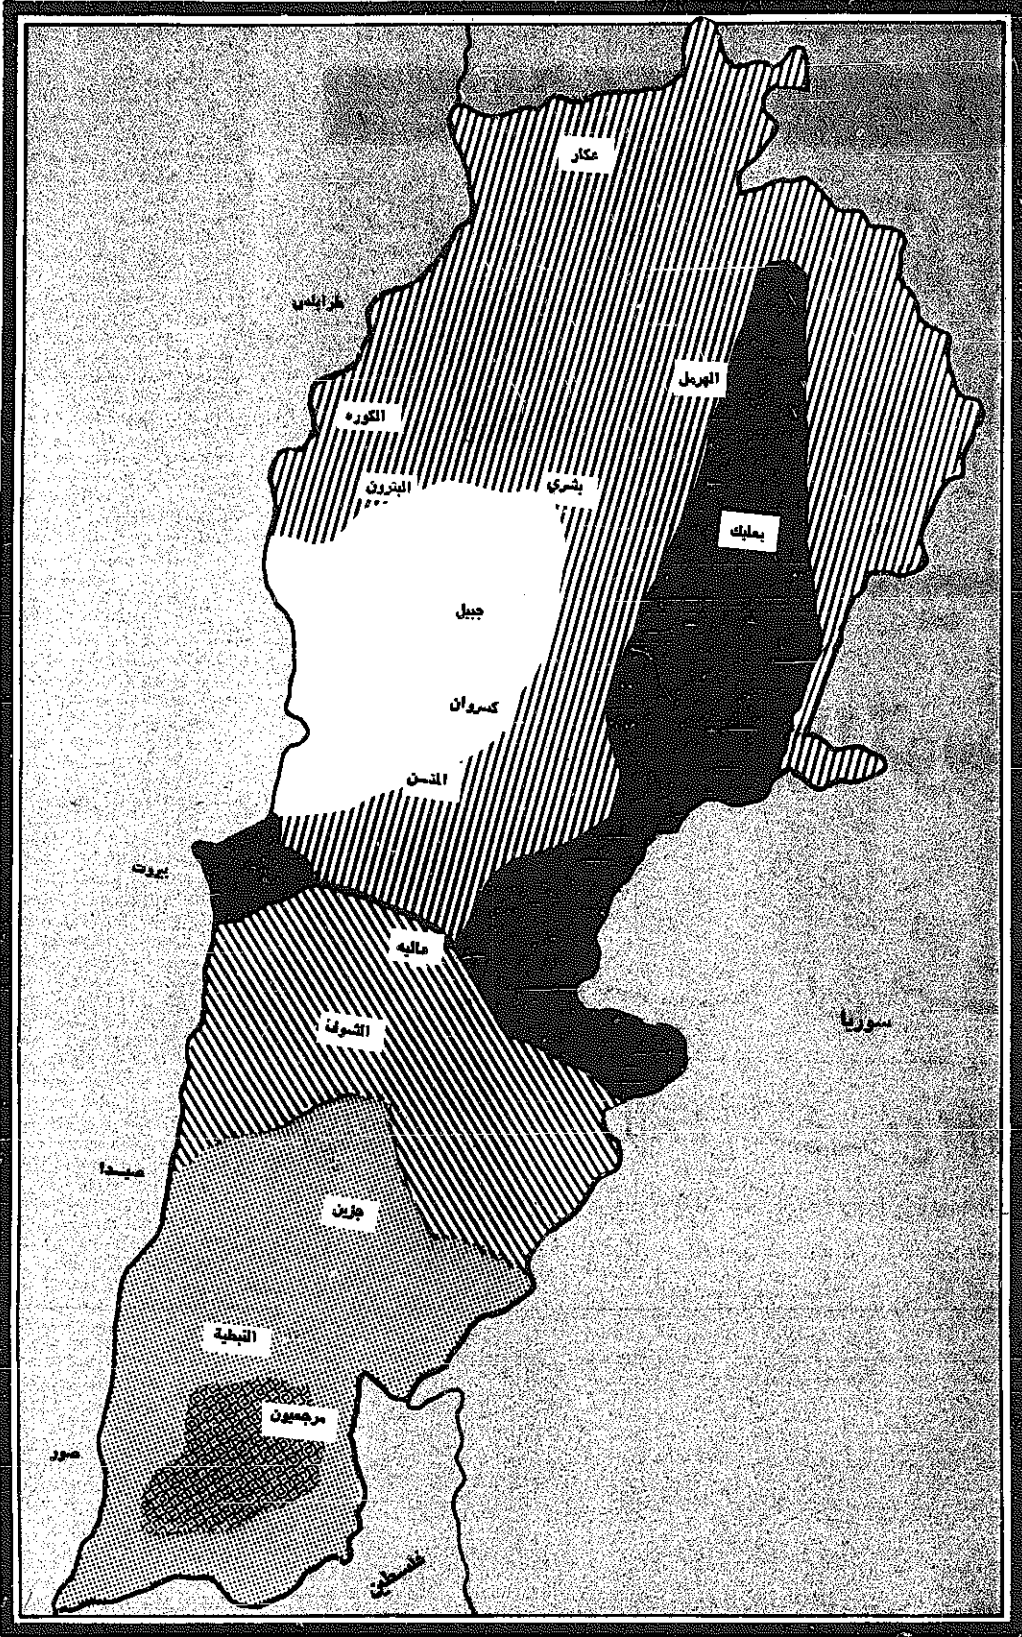 عكار
طرابلس
الهرمل
الكوره
البترون
بشري
بعلبك
جبيل
كسروان
المتن
بيروت
عاليه
الشوف
سوريا
صيدا
جزين
النبطية
مرجعيون
صور
فلسطين